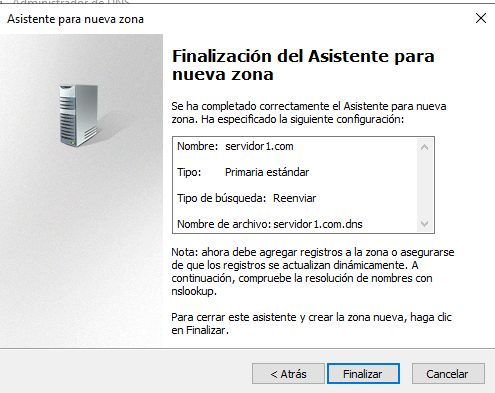 Administrador de DNS
Asistente para nueva zona
Finalización del Asistente para
nueva zona
Se ha completado correctamente el Asistente para nueva
zona. Ha especificado la siguiente configuración:
Nombre: servidor1.com
Tipo: Primaria estándar
Tipo de búsqueda: Reenviar
Nombre de archivo: servidor1.com.dns
Nota: ahora debe agregar registros a la zona o asegurarse
de que los registros se actualizan dinámicamente. A
continuación, compruebe la resolución de nombres con
nslookup.
Para cerrar este asistente y crear la zona nueva, haga clic
en Finalizar.
< Atrás Finalizar Cancelar